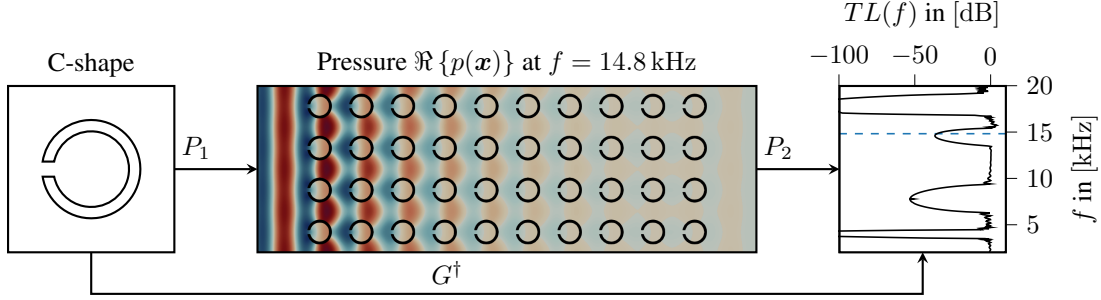 TL(f) in [dB]
−100
−50
0
C-shape
Pressure ℜ {p(𝒙)} at f = 14.8 kHz
20
15
10
5
f in [kHz]
P₁
P₂
G†